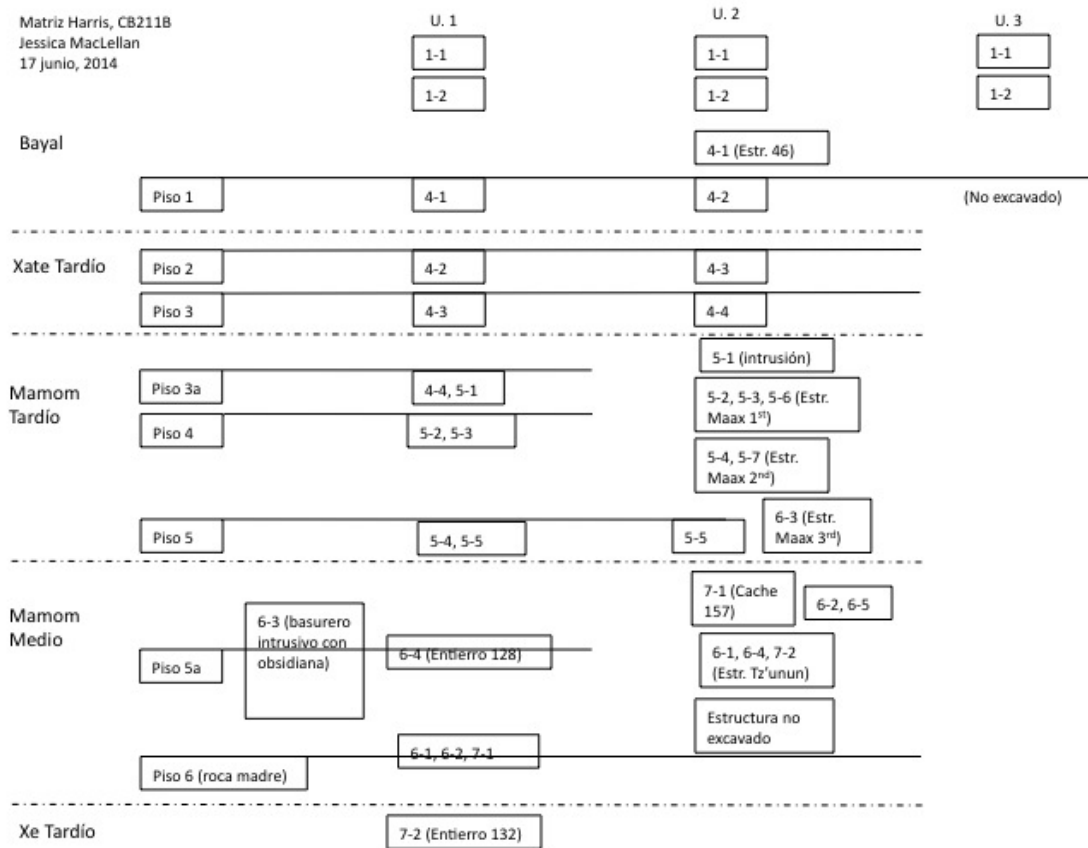 Matriz Harris, CB211B
Jessica MacLellan
17 junio, 2014
U. 1
U. 2
U. 3
1-1
1-1
1-1
1-2
1-2
1-2
Bayal
4-1 (Estr. 46)
Piso 1
4-1
4-2
(No excavado)
Xate Tardío
Piso 2
4-2
4-3
Piso 3
4-3
4-4
Mamom
Tardío
5-1 (intrusión)
Piso 3a
4-4, 5-1
5-2, 5-3, 5-6 (Estr.
Maax 1st)
Piso 4
5-2, 5-3
5-4, 5-7 (Estr.
Maax 2nd)
Piso 5
5-4, 5-5
5-5
6-3 (Estr.
Maax 3rd)
Mamom
Medio
7-1 (Cache
157)
6-2, 6-5
6-3 (basurero
intrusivo con
obsidiana)
Piso 5a
6-4 (Entierro 128)
6-1, 6-4, 7-2
(Estr. Tz'unun)
Estructura no
excavado
6-1, 6-2, 7-1
Piso 6 (roca madre)
Xe Tardío
7-2 (Entierro 132)